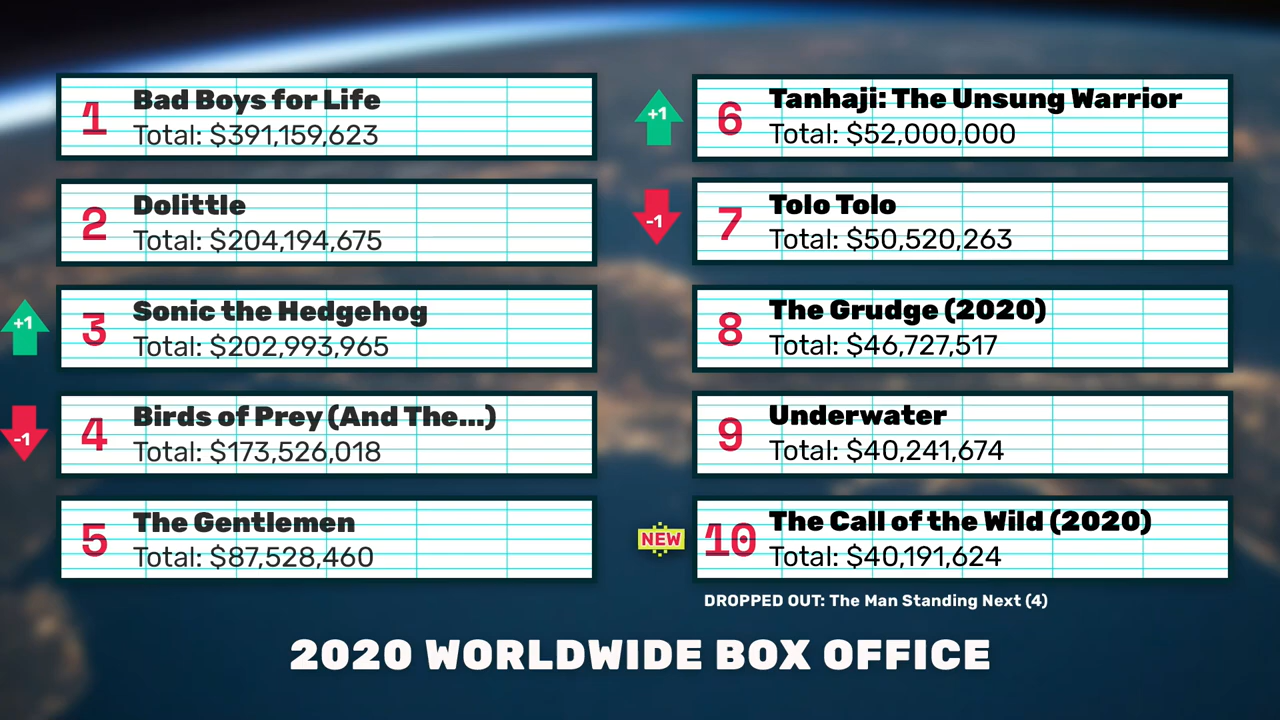 1
Bad Boys for Life
Total: $391,159,623
2
Dolittle
Total: $204,194,675
+1
3
Sonic the Hedgehog
Total: $202,993,965
-1
4
Birds of Prey (And The...)
Total: $173,526,018
5
The Gentlemen
Total: $87,528,460
+1
6
Tanhaji: The Unsung Warrior
Total: $52,000,000
-1
7
Tolo Tolo
Total: $50,520,263
8
The Grudge (2020)
Total: $46,727,517
9
Underwater
Total: $40,241,674
NEW
10
The Call of the Wild (2020)
Total: $40,191,624
DROPPED OUT: The Man Standing Next (4)
2020 WORLDWIDE BOX OFFICE